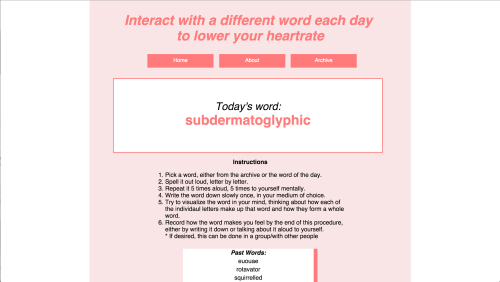 Interact with a different word each day
to lower your heartrate
Home
About
Archive
Today's word:
subdermatoglyphic
Instructions
1. Pick a word, either from the archive or the word of the day.
2. Spell it out loud, letter by letter.
3. Repeat it 5 times aloud, 5 times to yourself mentally.
4. Write the word down slowly once, in your medium of choice.
5. Try to visualize the word in your mind, thinking about how each of
the individaul letters make up that word and how they form a whole
word.
6. Record how the word makes you feel by the end of this procedure,
either by writing it down or talking about it aloud to yourself.
* If desired, this can be done in a group/with other people
Past Words:
euouae
rotavator
squirrelled